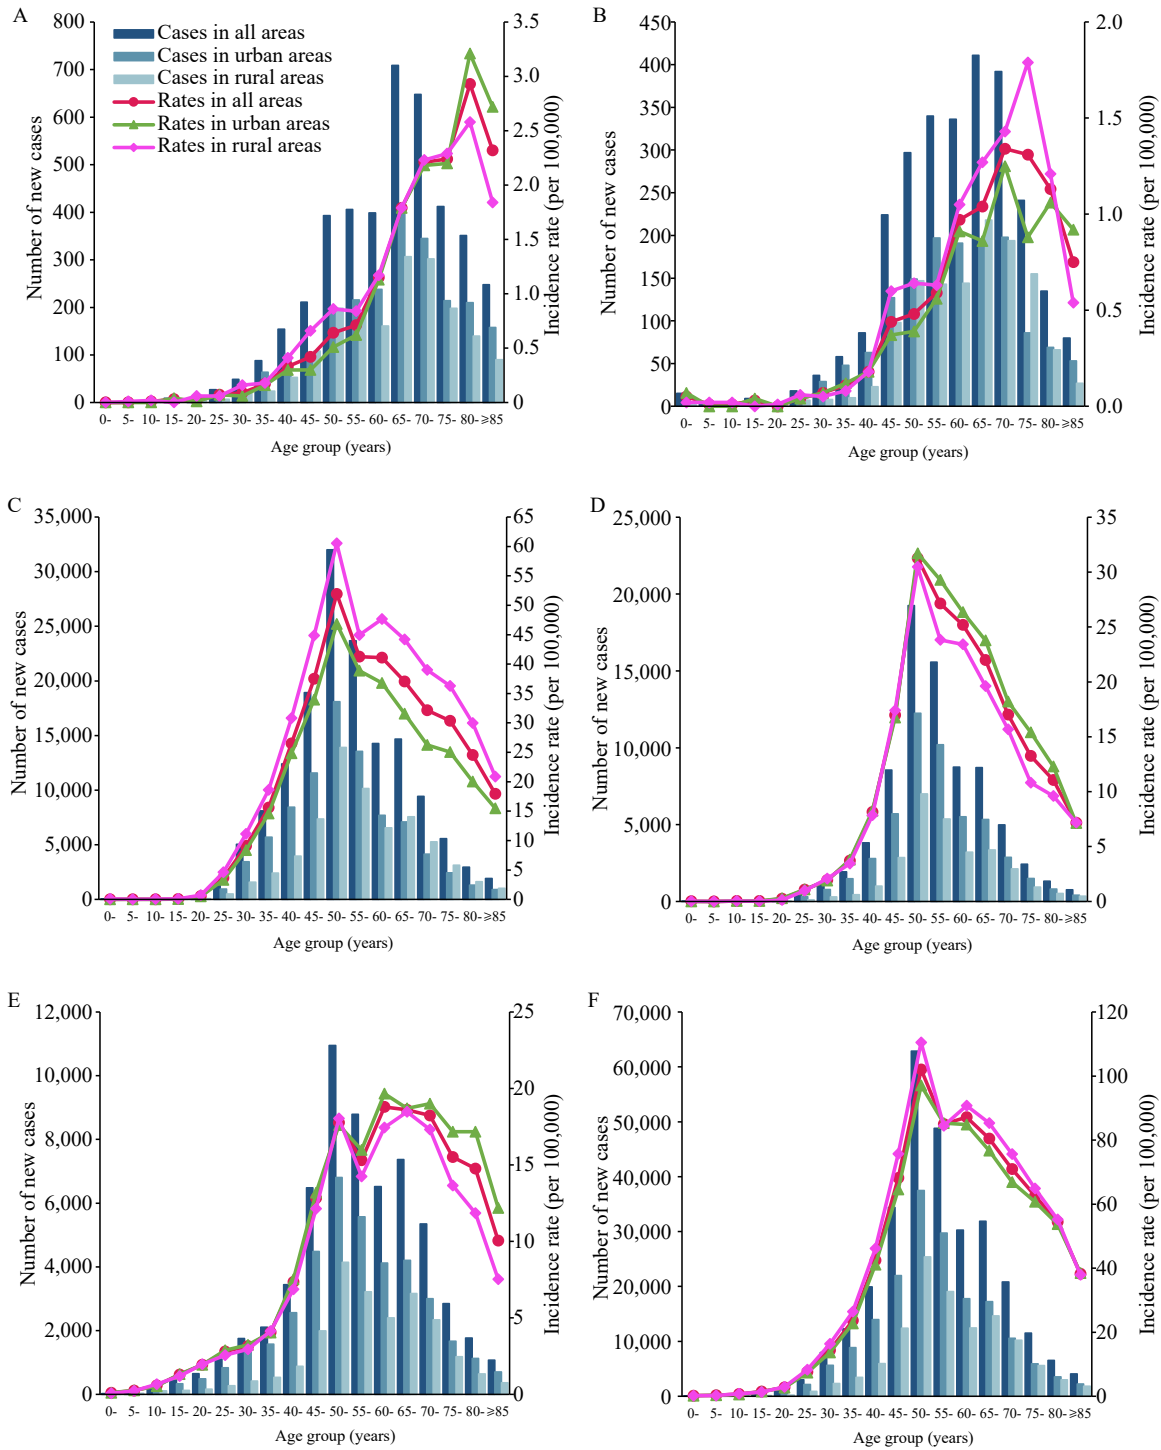 A
800
700
600
500
400
300
200
100
0
Number of new cases
Cases in all areas
Cases in urban areas
Cases in rural areas
Rates in all areas
Rates in urban areas
Rates in rural areas
3.5
3.0
2.5
2.0
1.5
1.0
0.5
0
Incidence rate (per 100,000)
0- 5- 10- 15- 20- 25- 30- 35- 40- 45- 50- 55- 60- 65- 70- 75- 80- ≥85
Age group (years)
B
450
400
350
300
250
200
150
100
50
0
Number of new cases
2.0
1.5
1.0
0.5
0.0
Incidence rate (per 100,000)
0- 5- 10- 15- 20- 25- 30- 35- 40- 45- 50- 55- 60- 65- 70- 75- 80- ≥85
Age group (years)
C
35,000
30,000
25,000
20,000
15,000
10,000
5,000
0
Number of new cases
65
60
55
50
45
40
35
30
25
20
15
10
5
0
Incidence rate (per 100,000)
0- 5- 10- 15- 20- 25- 30- 35- 40- 45- 50- 55- 60- 65- 70- 75- 80- ≥85
Age group (years)
D
25,000
20,000
15,000
10,000
5,000
0
Number of new cases
35
30
25
20
15
10
5
0
Incidence rate (per 100,000)
0- 5- 10- 15- 20- 25- 30- 35- 40- 45- 50- 55- 60- 65- 70- 75- 80- ≥85
Age group (years)
E
12,000
10,000
8,000
6,000
4,000
2,000
0
Number of new cases
25
20
15
10
5
0
Incidence rate (per 100,000)
0- 5- 10- 15- 20- 25- 30- 35- 40- 45- 50- 55- 60- 65- 70- 75- 80- ≥85
Age group (years)
F
70,000
60,000
50,000
40,000
30,000
20,000
10,000
0
Number of new cases
120
100
80
60
40
20
0
Incidence rate (per 100,000)
0- 5- 10- 15- 20- 25- 30- 35- 40- 45- 50- 55- 60- 65- 70- 75- 80- ≥85
Age group (years)